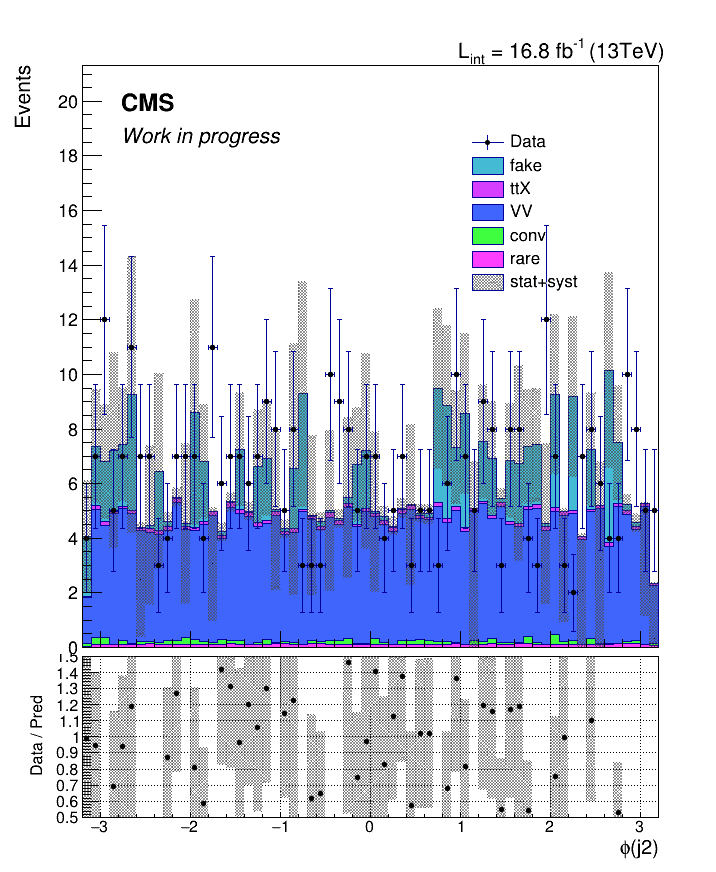 L_int = 16.8 fb^-1 (13TeV)
Events
CMS
Work in progress
Data
fake
ttX
VV
conv
rare
stat+syst
20
18
16
14
12
10
8
6
4
2
0
Data / Pred
1.5
1.4
1.3
1.2
1.1
1
0.9
0.8
0.7
0.6
0.5
−3 −2 −1 0 1 2 3
ϕ(j2)